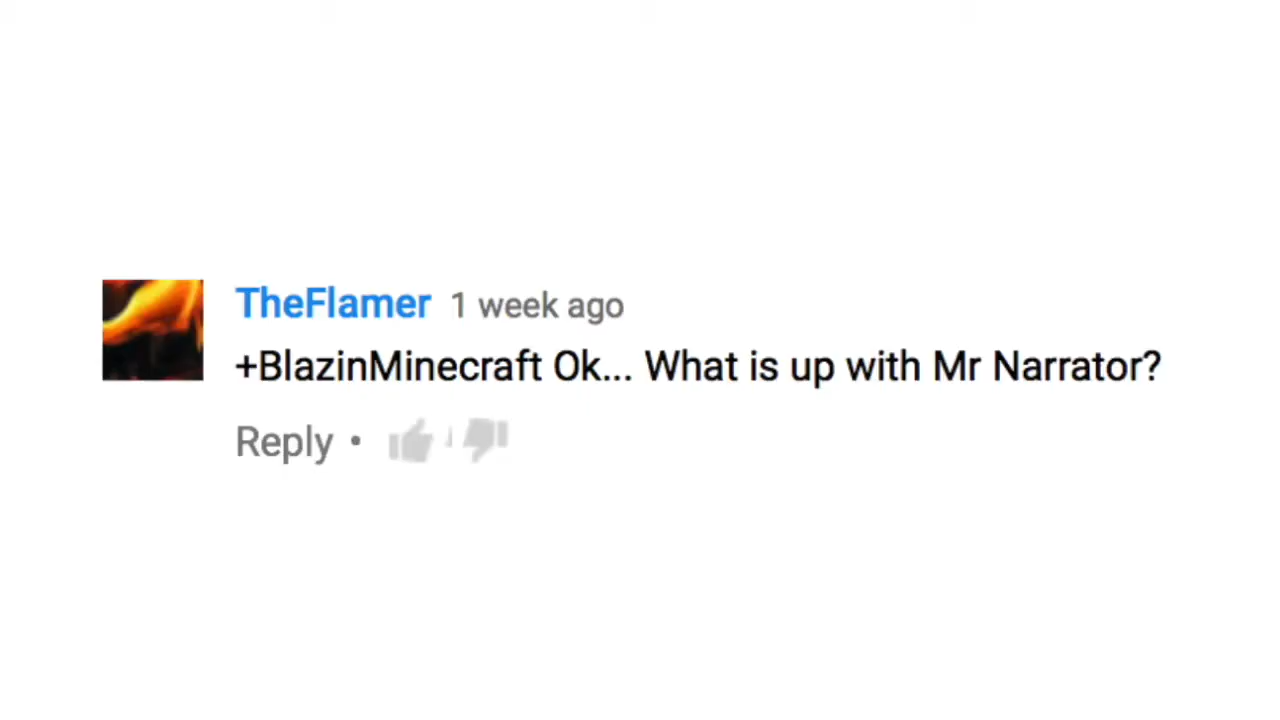 TheFlamer 1 week ago
+BlazinMinecraft Ok... What is up with Mr Narrator?
Reply •